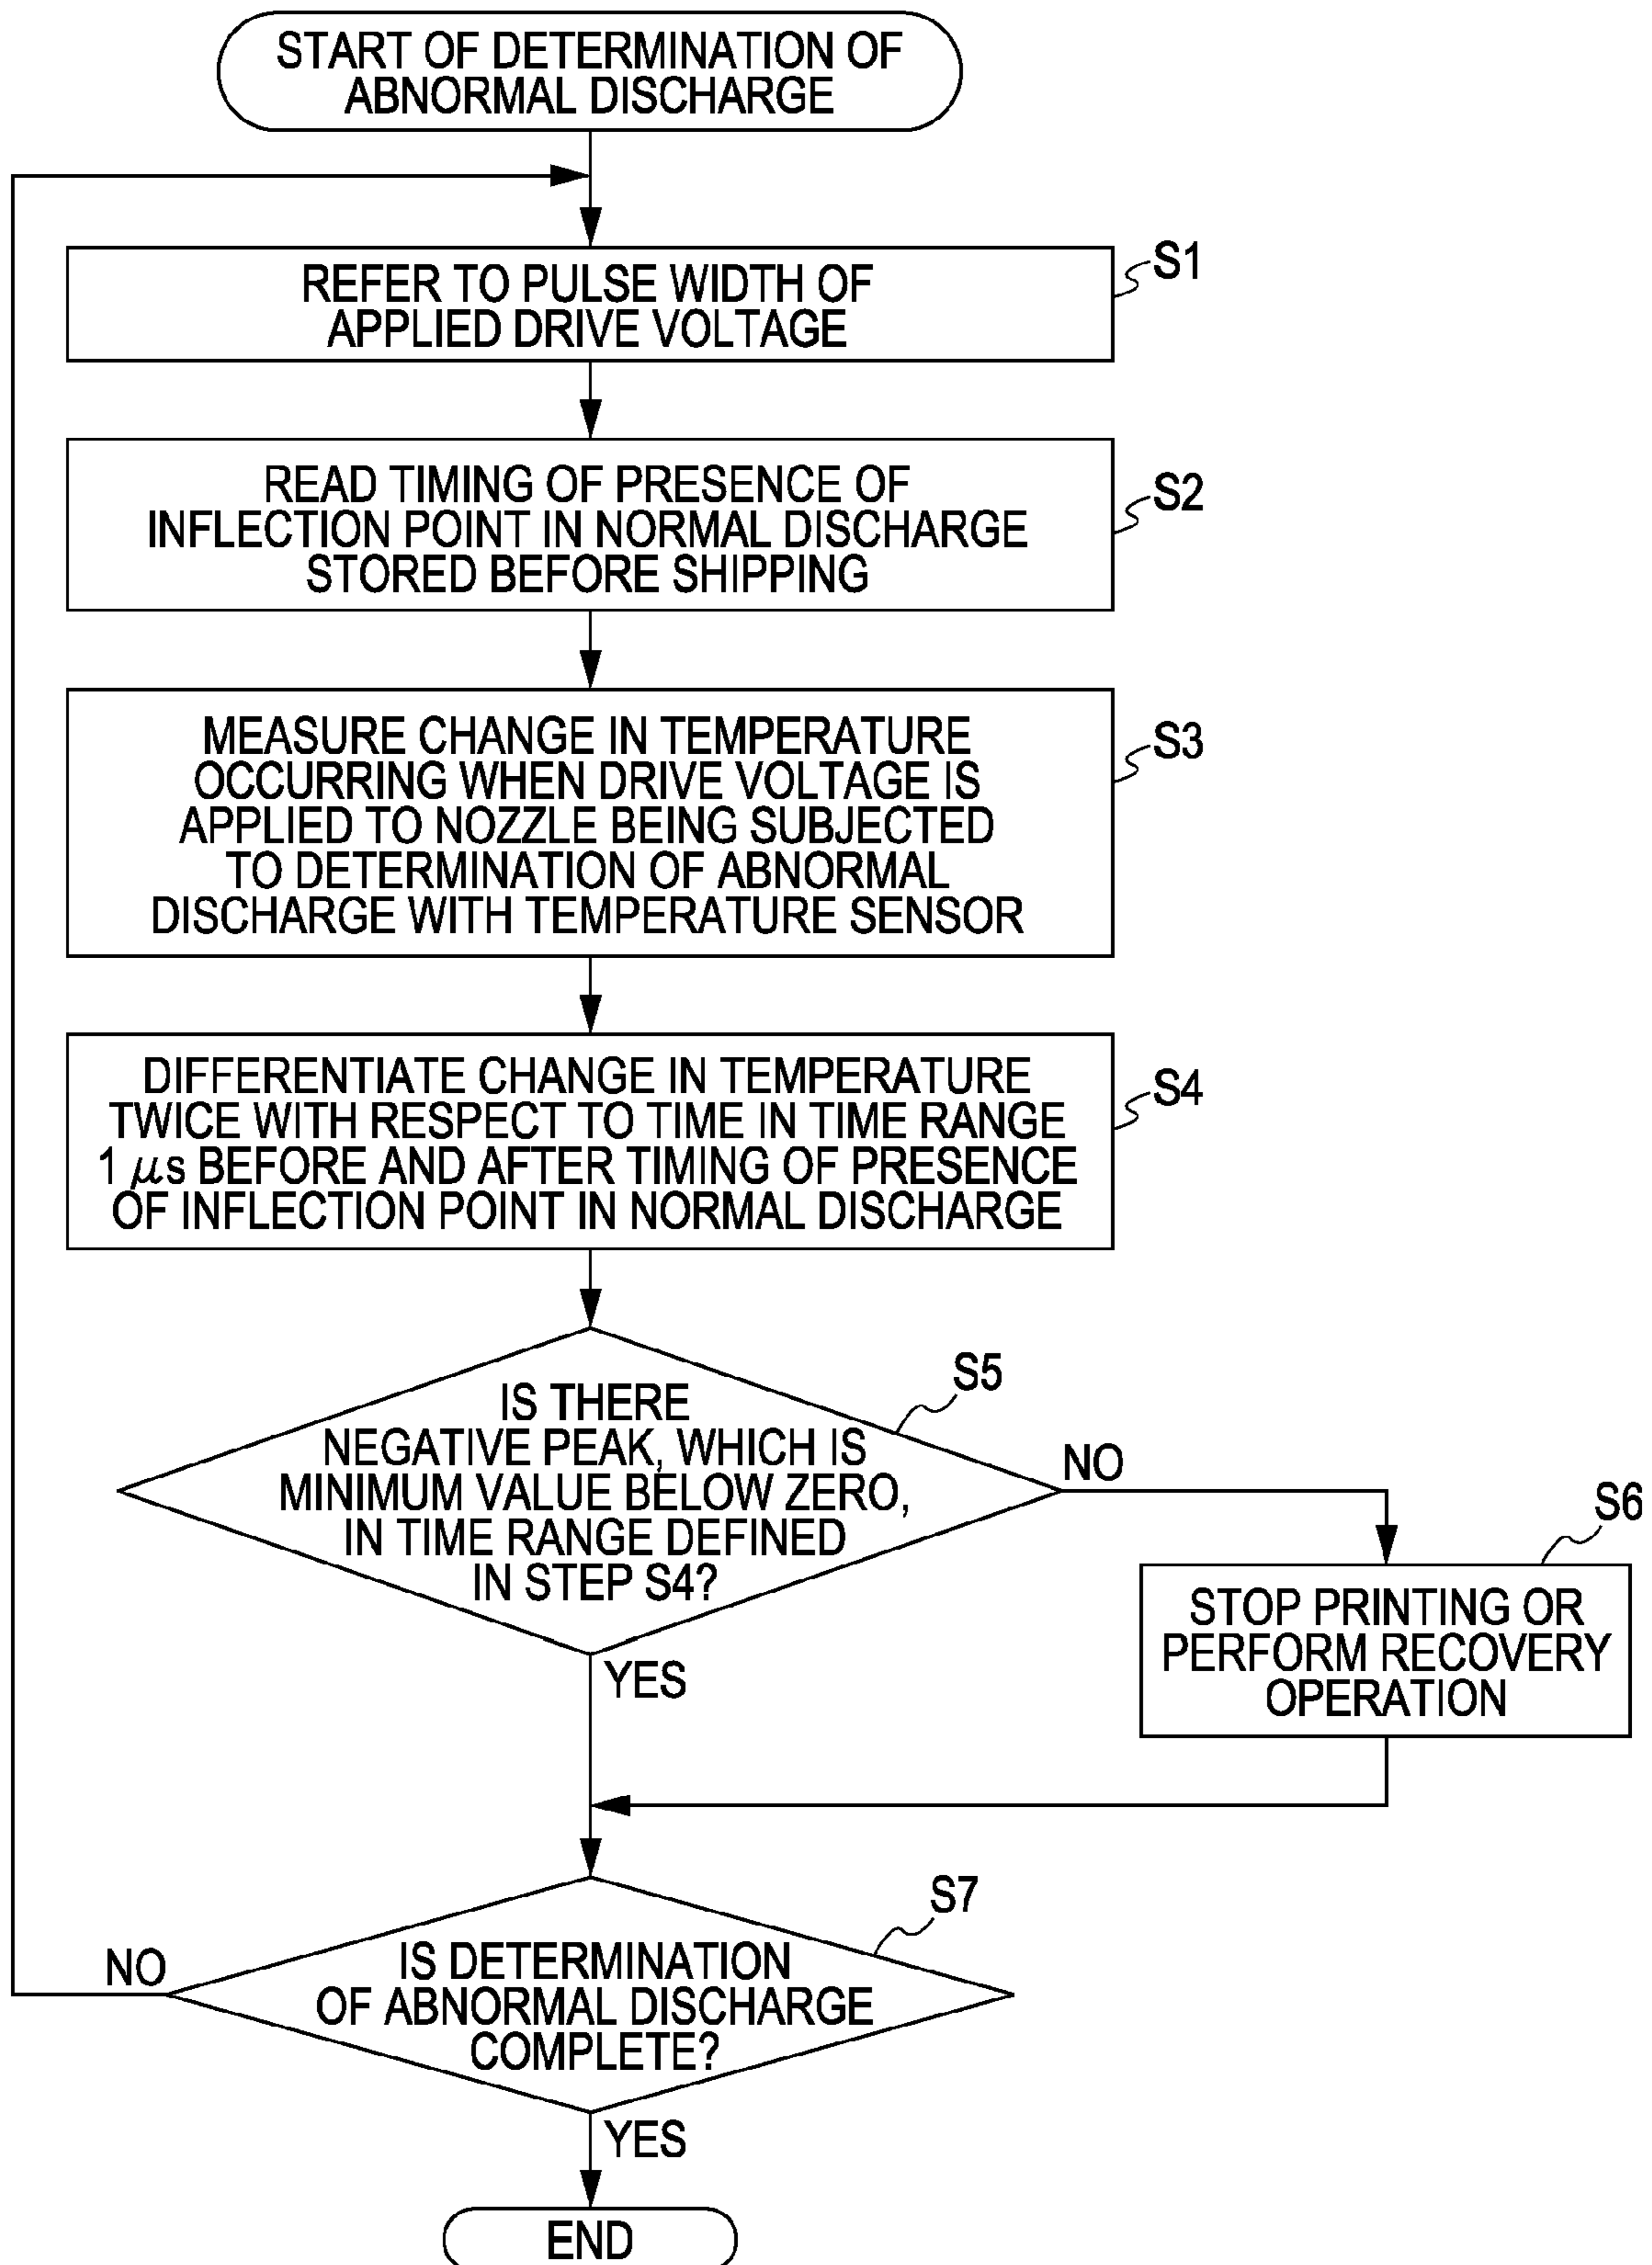 START OF DETERMINATION OF
ABNORMAL DISCHARGE
REFER TO PULSE WIDTH OF
APPLIED DRIVE VOLTAGE
S1
READ TIMING OF PRESENCE OF
INFLECTION POINT IN NORMAL DISCHARGE
STORED BEFORE SHIPPING
S2
MEASURE CHANGE IN TEMPERATURE
OCCURRING WHEN DRIVE VOLTAGE IS
APPLIED TO NOZZLE BEING SUBJECTED
TO DETERMINATION OF ABNORMAL
DISCHARGE WITH TEMPERATURE SENSOR
S3
DIFFERENTIATE CHANGE IN TEMPERATURE
TWICE WITH RESPECT TO TIME IN TIME RANGE
1 μs BEFORE AND AFTER TIMING OF PRESENCE
OF INFLECTION POINT IN NORMAL DISCHARGE
S4
IS THERE
NEGATIVE PEAK, WHICH IS
MINIMUM VALUE BELOW ZERO,
IN TIME RANGE DEFINED
IN STEP S4?
S5
NO
YES
S6
STOP PRINTING OR
PERFORM RECOVERY
OPERATION
S7
IS DETERMINATION
OF ABNORMAL DISCHARGE
COMPLETE?
NO
YES
END